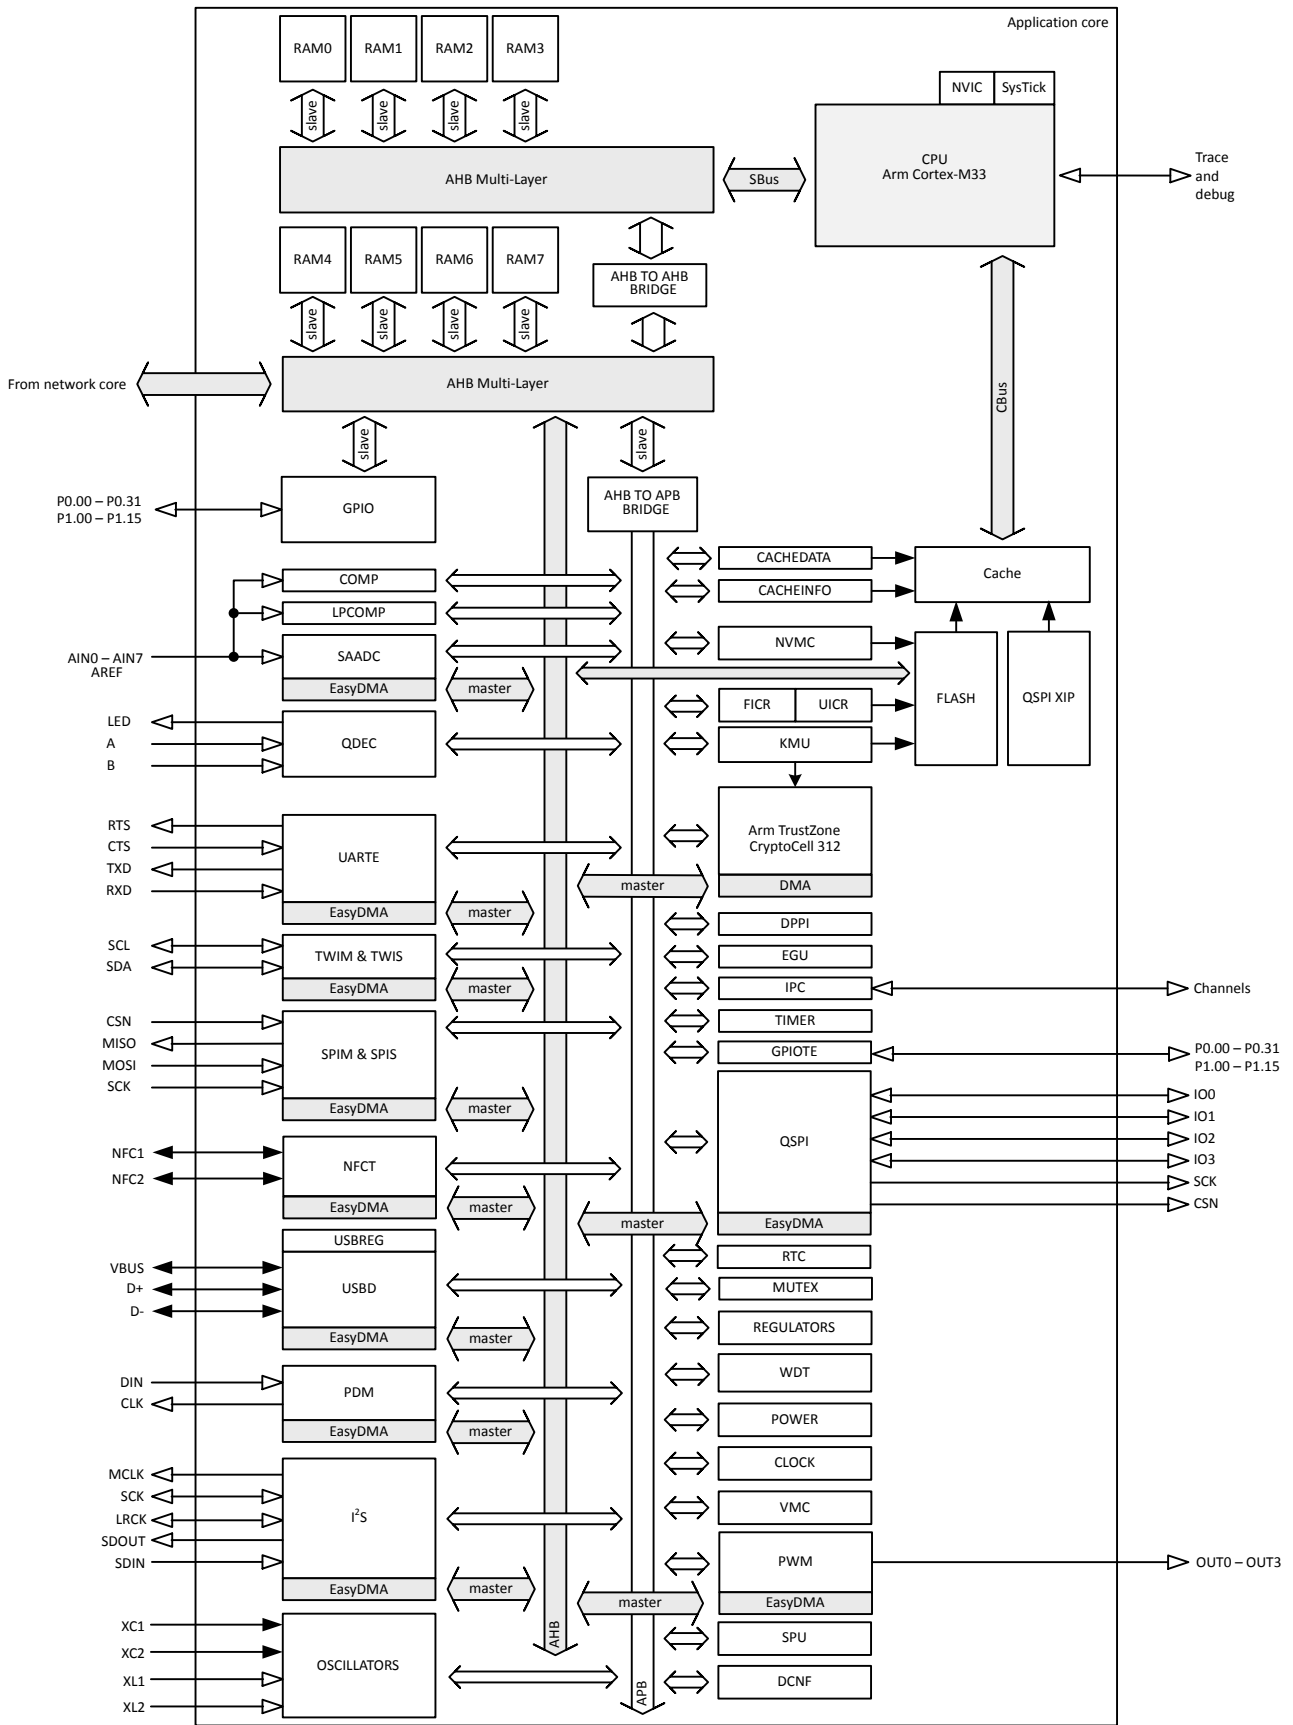 Application core
RAM0
RAM1
RAM2
RAM3
NVIC
SysTick
slave
slave
slave
slave
CPU
Arm Cortex-M33
AHB Multi-Layer
SBus
Trace
and
debug
RAM4
RAM5
RAM6
RAM7
AHB TO AHB
BRIDGE
slave
slave
slave
slave
From network core
AHB Multi-Layer
CBus
slave
slave
P0.00 – P0.31
P1.00 – P1.15
GPIO
AHB TO APB
BRIDGE
CACHEDATA
Cache
COMP
CACHEINFO
LPCOMP
NVMC
AIN0 – AIN7
AREF
SAADC
EasyDMA
master
FICR
UICR
FLASH
QSPI XIP
LED
A
B
QDEC
KMU
RTS
CTS
TXD
RXD
UARTE
EasyDMA
master
Arm TrustZone
CryptoCell 312
master
DMA
DPPI
SCL
SDA
TWIM & TWIS
EasyDMA
master
EGU
IPC
Channels
CSN
MISO
MOSI
SCK
SPIM & SPIS
EasyDMA
master
TIMER
GPIOTE
P0.00 – P0.31
P1.00 – P1.15
QSPI
IO0
IO1
IO2
IO3
SCK
CSN
NFC1
NFC2
NFCT
EasyDMA
master
master
EasyDMA
USBREG
VBUS
D+
D-
USBD
EasyDMA
master
RTC
MUTEX
REGULATORS
DIN
CLK
PDM
EasyDMA
master
WDT
POWER
CLOCK
MCLK
SCK
LRCK
SDOUT
SDIN
I²S
EasyDMA
master
VMC
PWM
OUT0 – OUT3
master
EasyDMA
XC1
XC2
XL1
XL2
OSCILLATORS
AHB
APB
SPU
DCNF